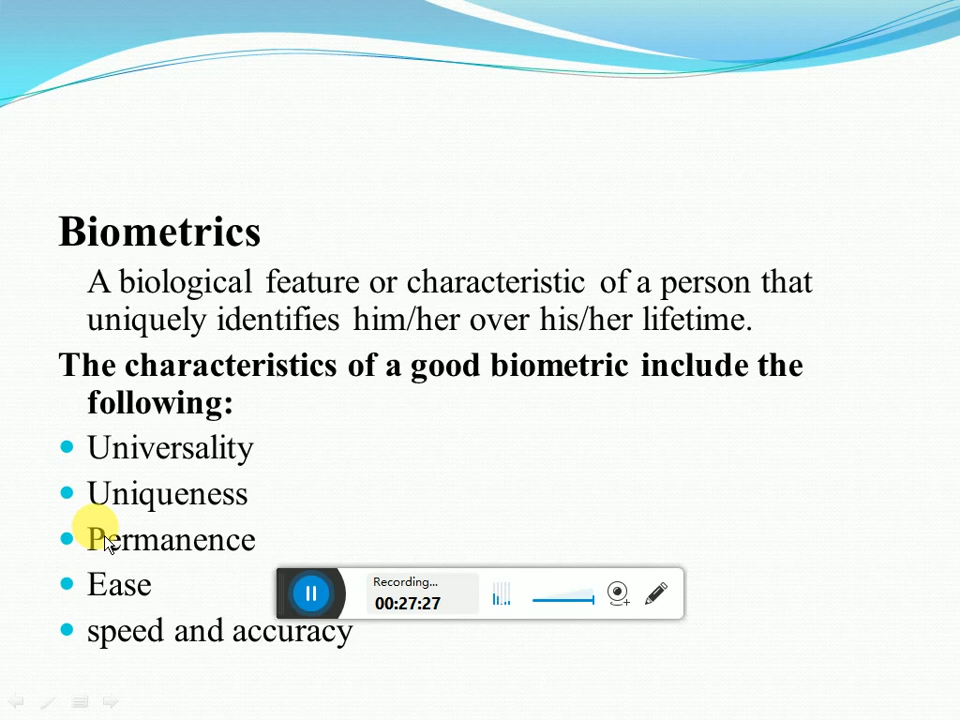 Biometrics
A biological feature or characteristic of a person that
uniquely identifies him/her over his/her lifetime.
The characteristics of a good biometric include the
following:
Universality
Uniqueness
Permanence
Ease
Recording...
00:27:27
speed and accuracy